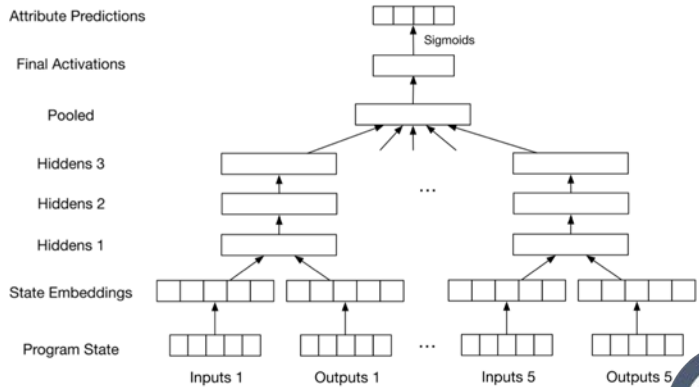 Attribute Predictions
Sigmoids
Final Activations
Pooled
Hiddens 3
Hiddens 2
...
Hiddens 1
State Embeddings
Program State
...
Inputs 1 Outputs 1 Inputs 5 Outputs 5